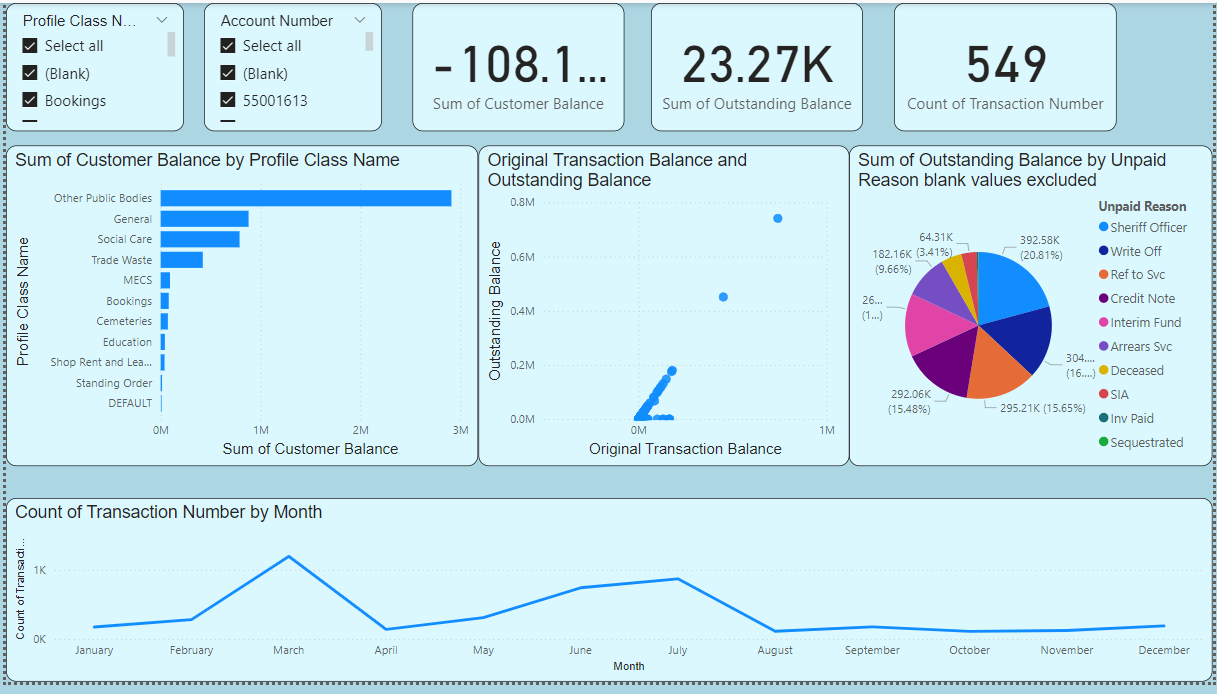 Profile Class N...
Select all
(Blank)
Bookings
Account Number
Select all
(Blank)
55001613
-108.1...
Sum of Customer Balance
23.27K
Sum of Outstanding Balance
549
Count of Transaction Number
Sum of Customer Balance by Profile Class Name
Profile Class Name
Other Public Bodies
General
Social Care
Trade Waste
MECS
Bookings
Cemeteries
Education
Shop Rent and Lea...
Standing Order
DEFAULT
0M 1M 2M 3M
Sum of Customer Balance
Original Transaction Balance and
Outstanding Balance
Outstanding Balance
0.8M
0.6M
0.4M
0.2M
0.0M
0M 1M
Original Transaction Balance
Sum of Outstanding Balance by Unpaid
Reason blank values excluded
392.58K
(20.81%)
304....
(16....)
295.21K (15.65%)
292.06K
(15.48%)
26...
(1...)
182.16K
(9.66%)
64.31K
(3.41%)
Unpaid Reason
Sheriff Officer
Write Off
Ref to Svc
Credit Note
Interim Fund
Arrears Svc
Deceased
SIA
Inv Paid
Sequestrated
Count of Transaction Number by Month
Count of Transacti...
1K
0K
January February March April May June July August September October November December
Month